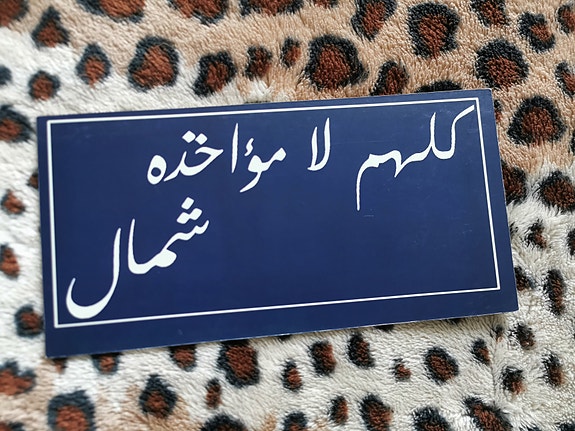 كلهم لا مؤاخذه
شمال